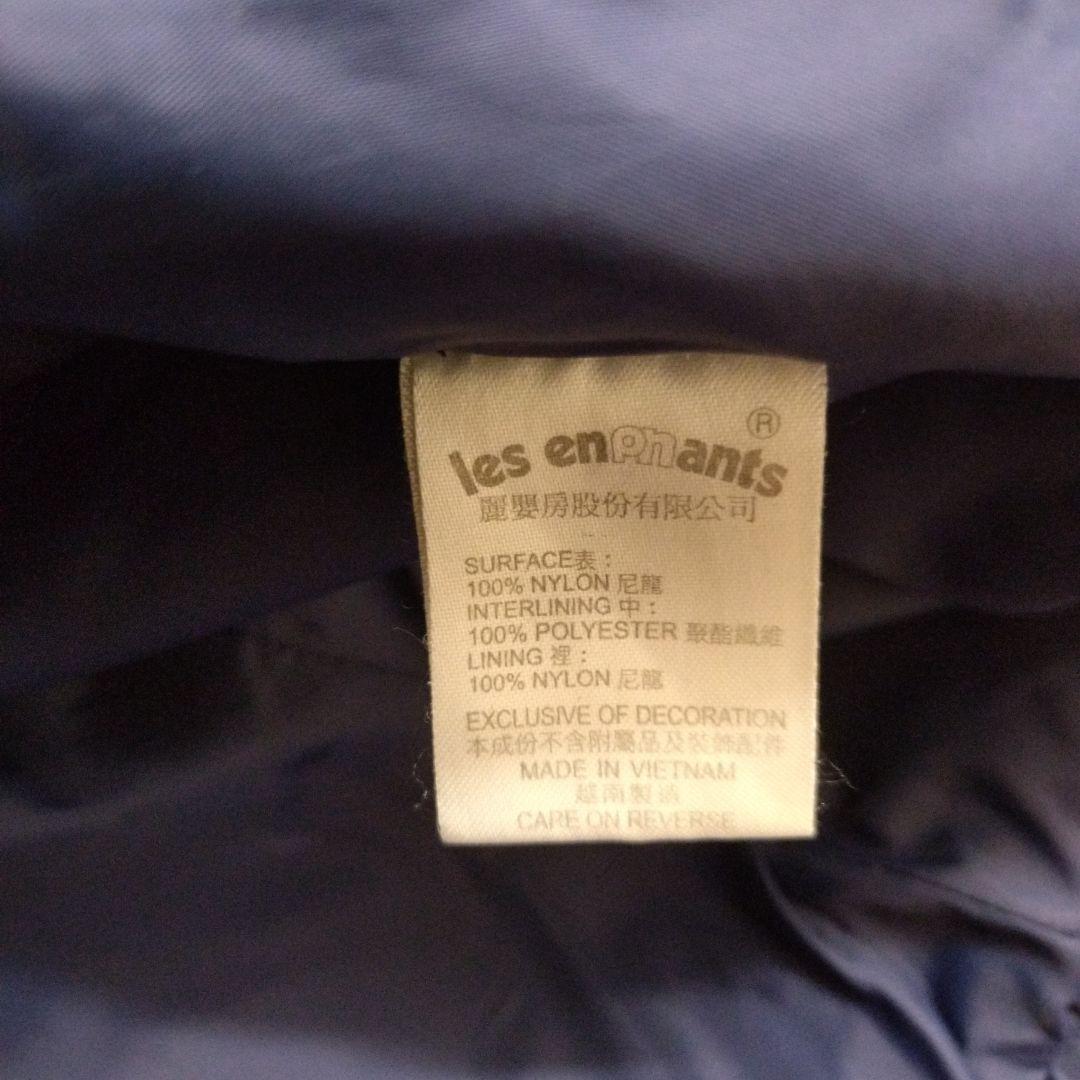 les enphants ®
麗嬰房股份有限公司
SURFACE表：
100% NYLON 尼龍
INTERLINING 中：
100% POLYESTER 聚酯纖維
LINING 裡：
100% NYLON 尼龍
EXCLUSIVE OF DECORATION
本成份不含附屬品及裝飾配件
MADE IN VIETNAM
越南製造
CARE ON REVERSE